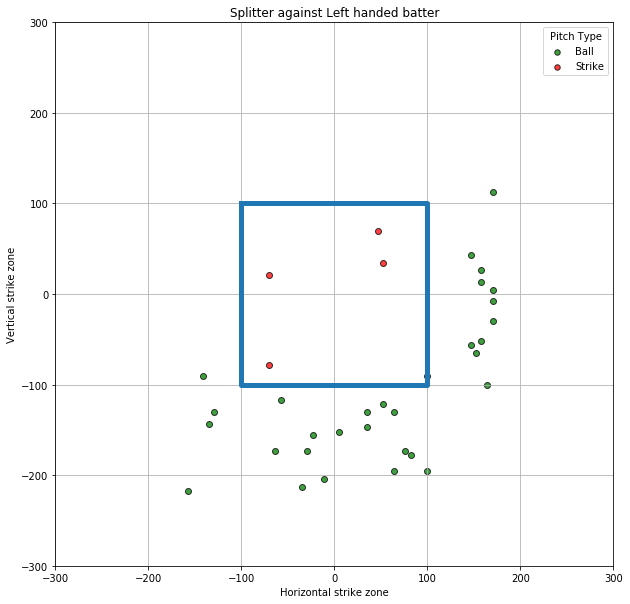 Splitter against Left handed batter
Pitch Type
Ball
Strike
300
200
100
0
−100
−200
−300
Vertical strike zone
−300
−200
−100
0
100
200
300
Horizontal strike zone